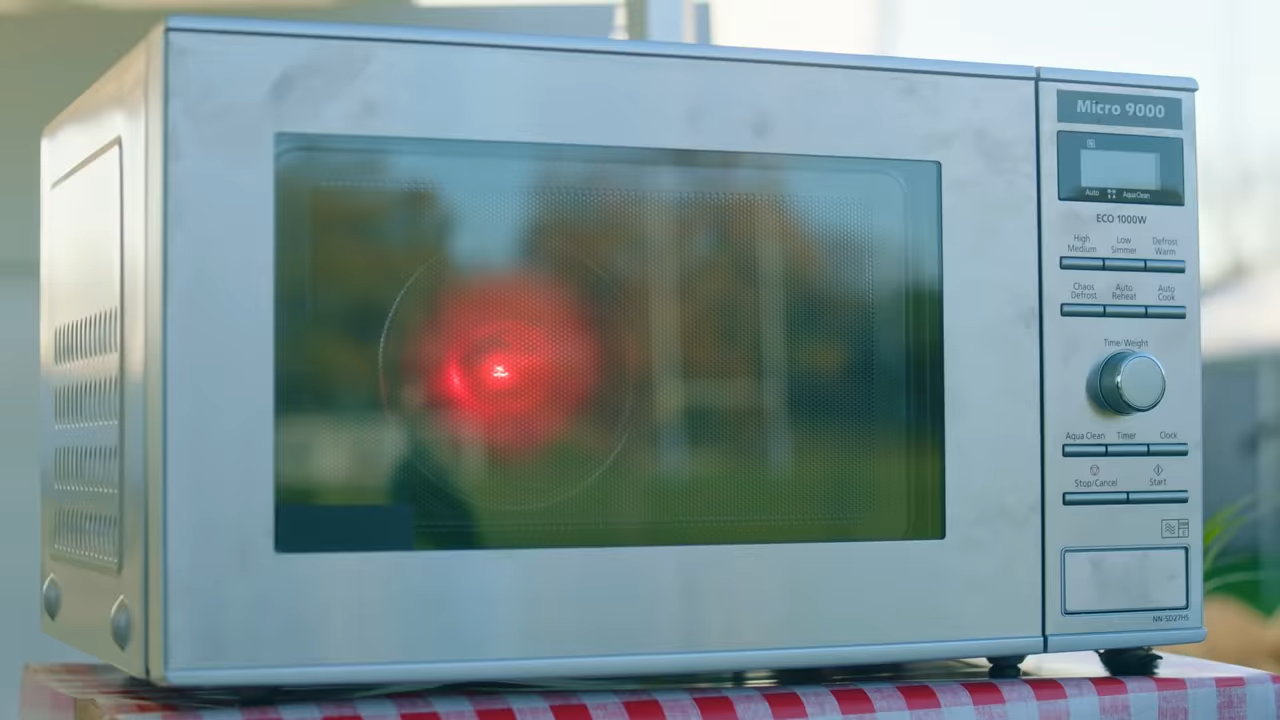 Micro 9000
Auto AquaClean
ECO 1000W
High Medium
Low Simmer
Defrost Warm
Chaos Defrost
Auto Reheat
Auto Cook
Time/Weight
Aqua Clean Timer Clock
Stop/Cancel Start
NN-SD27HS